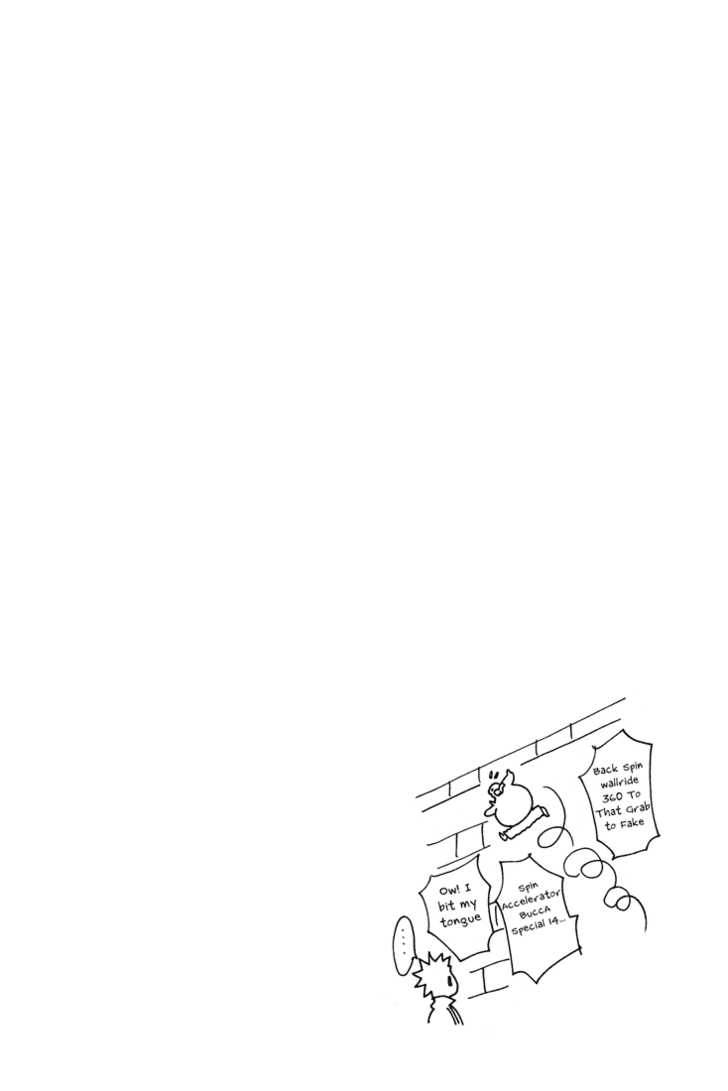 Back Spin
wallride
360 To
That Grab
to Fake
Spin
Accelerator
BUCCA
Special 14...
Ow! I
bit my
tongue
.....